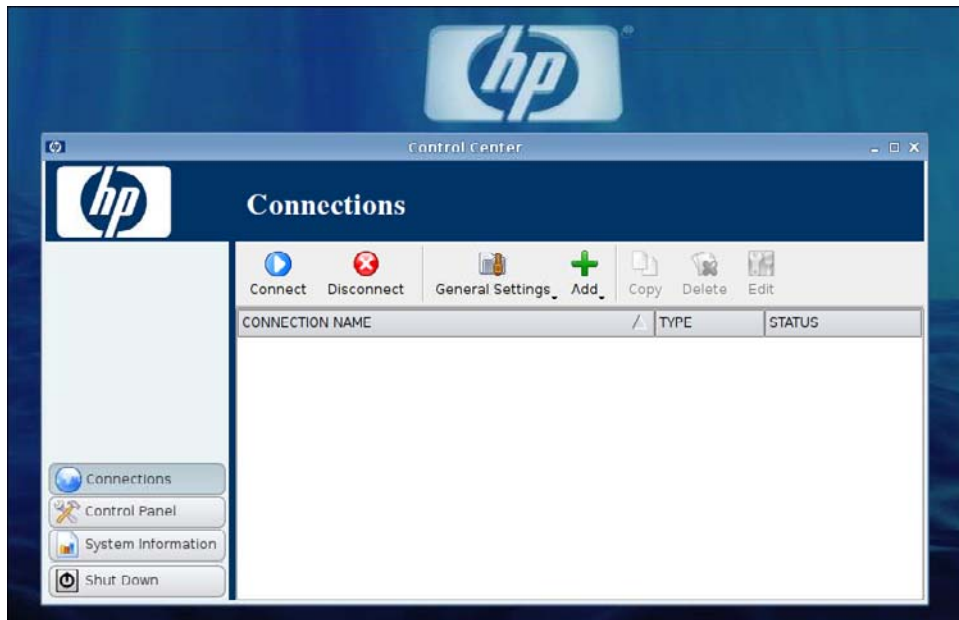 hp
Control Center
hp
Connections
Connect Disconnect General Settings Add Copy Delete Edit
CONNECTION NAME TYPE STATUS
Connections
Control Panel
System Information
Shut Down